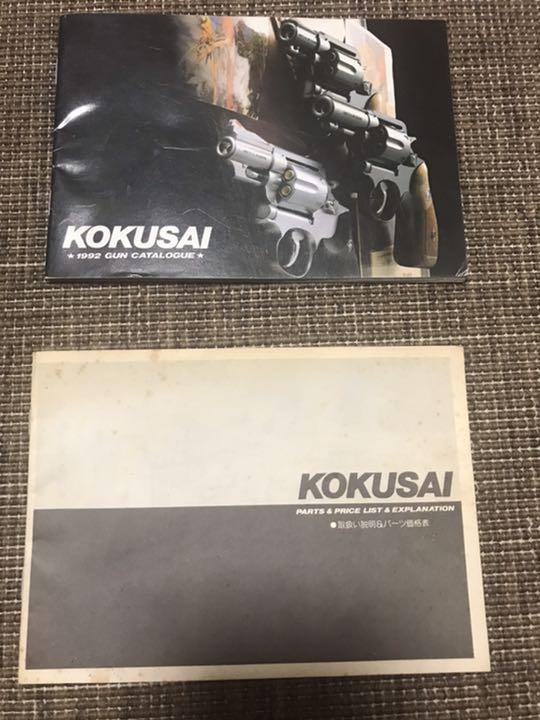 KOKUSAI
★ 1992 GUN CATALOGUE ★
KOKUSAI
PARTS & PRICE LIST & EXPLANATION
●取扱い説明&パーツ価格表